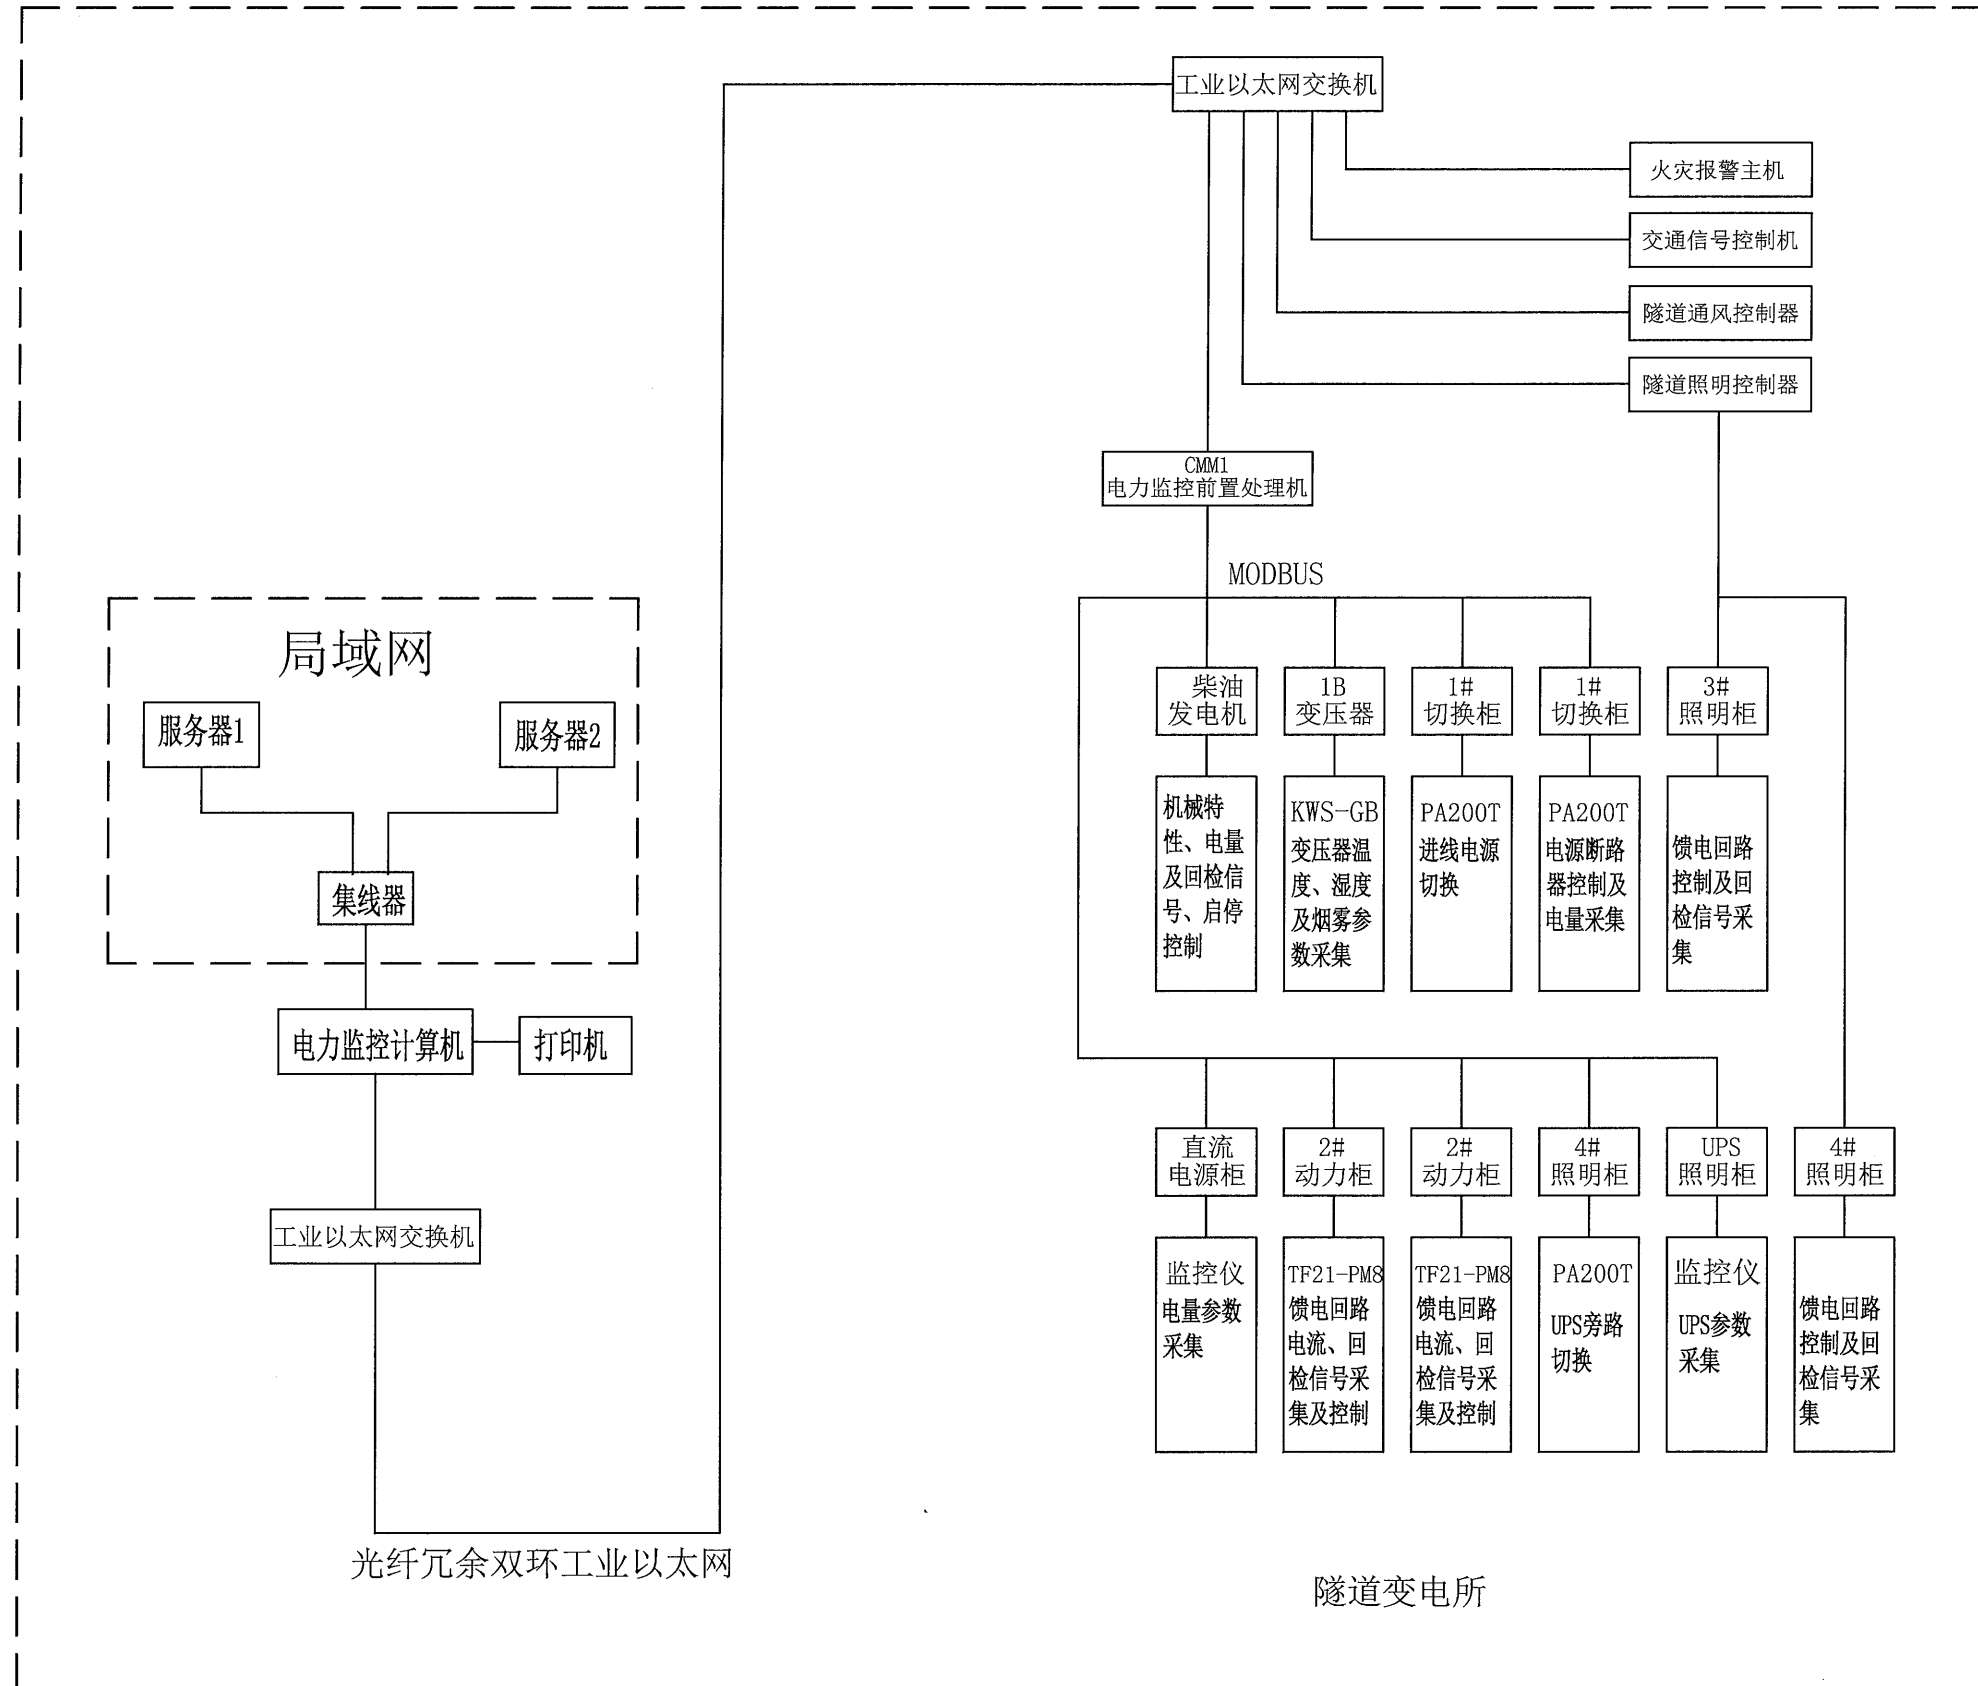 工业以太网交换机
火灾报警主机
交通信号控制机
隧道通风控制器
隧道照明控制器
CMM1
电力监控前置处理机
MODBUS
局域网
服务器1
服务器2
集线器
电力监控计算机
打印机
工业以太网交换机
光纤冗余双环工业以太网
柴油
发电机
1B
变压器
1#
切换柜
1#
切换柜
3#
照明柜
机械特
性、电量
及回检信
号、启停
控制
KWS-GB
变压器温
度、湿度
及烟雾参
数采集
PA200T
进线电源
切换
PA200T
电源断路
器控制及
电量采集
馈电回路
控制及回
检信号采
集
直流
电源柜
2#
动力柜
2#
动力柜
4#
照明柜
UPS
照明柜
4#
照明柜
监控仪
电量参数
采集
TF21-PM8
馈电回路
电流、回
检信号采
集及控制
TF21-PM8
馈电回路
电流、回
检信号采
集及控制
PA200T
UPS旁路
切换
监控仪
UPS参数
采集
馈电回路
控制及回
检信号采
集
隧道变电所